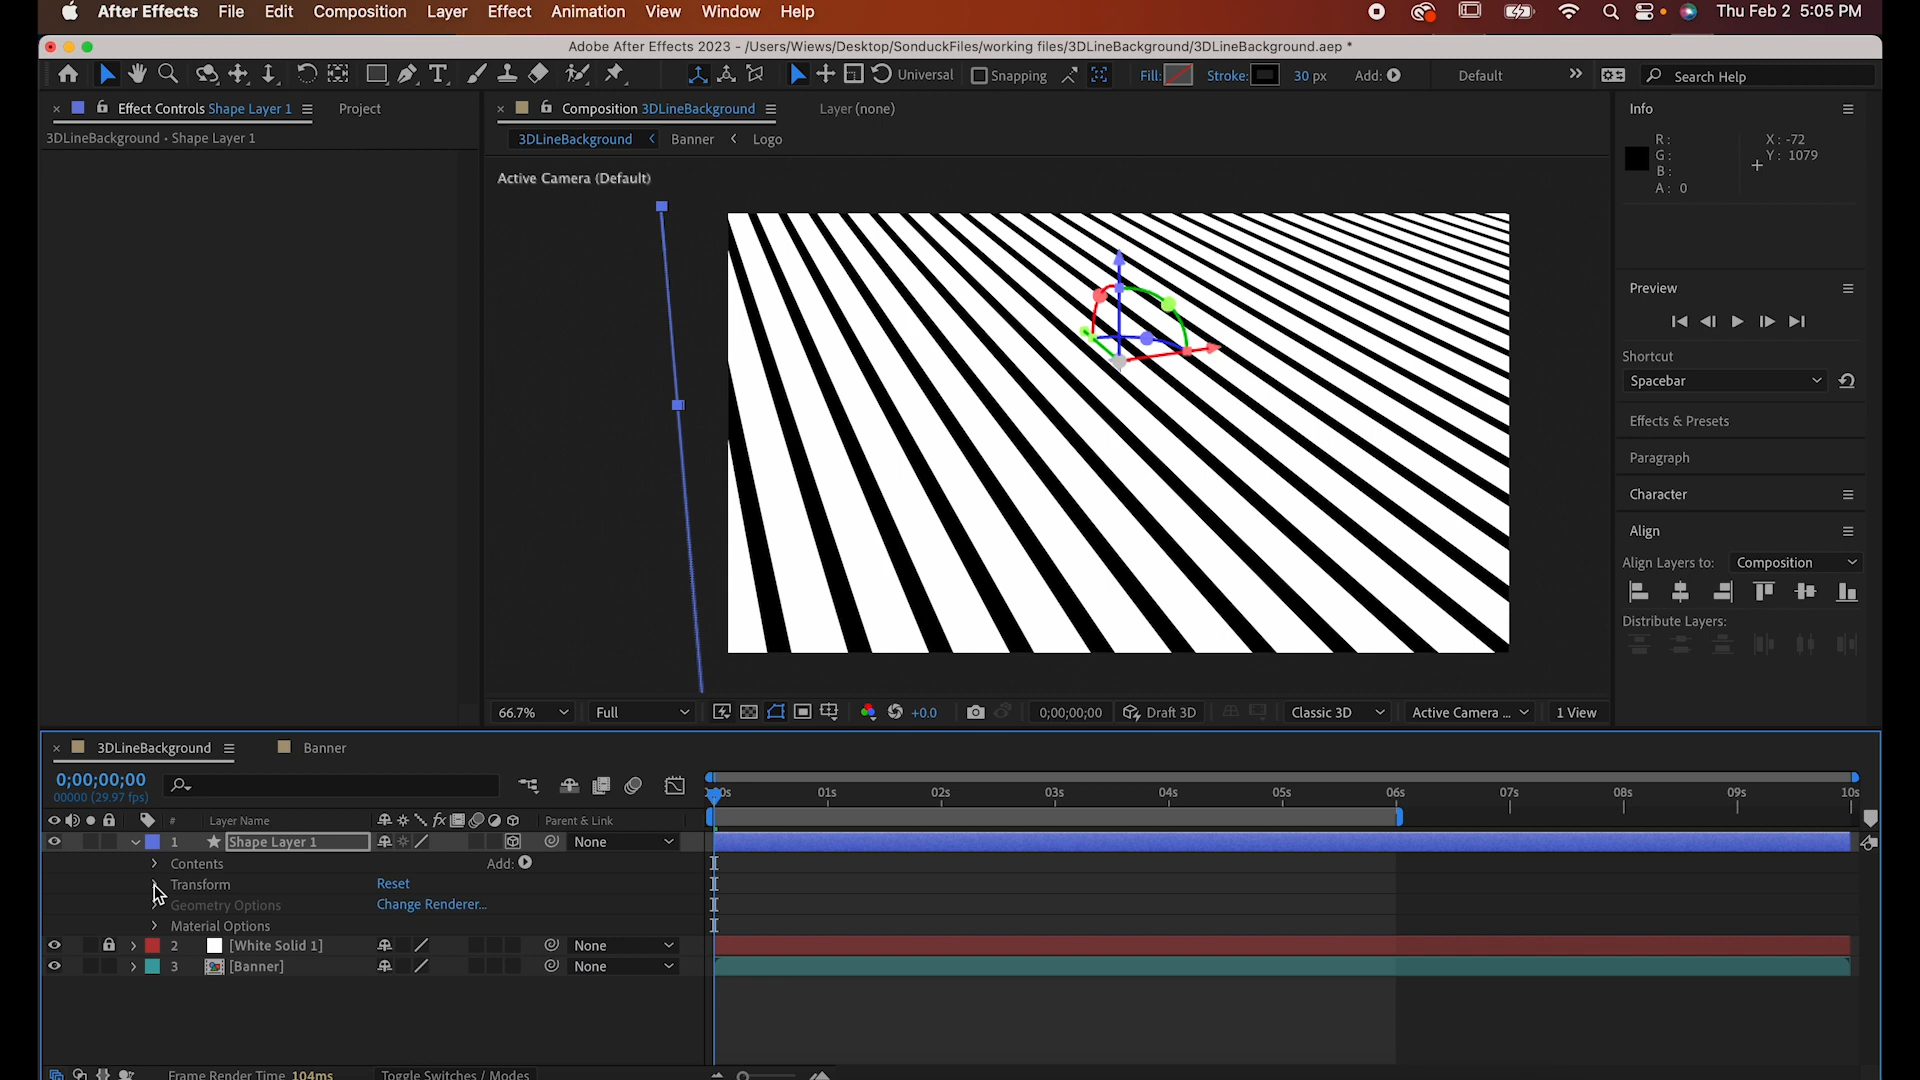 After Effects File Edit Composition Layer Effect Animation View Window Help Thu Feb 2 5:05 PM
Adobe After Effects 2023 - /Users/Wiews/Desktop/SonduckFiles/working files/3DLineBackground/3DLineBackground.aep *
Universal Snapping Fill: Stroke: 30 px Add: Default Search Help
Effect Controls Shape Layer 1 Project Composition 3DLineBackground Layer (none) Info
3DLineBackground • Shape Layer 1 3DLineBackground Banner Logo
R: X: -72
G: Y: 1079
B:
A: 0
Active Camera (Default)
Preview
Shortcut
Spacebar
Effects & Presets
Paragraph
Character
Align
Align Layers to: Composition
Distribute Layers:
66.7% Full +0.0 0;00;00;00 Draft 3D Classic 3D Active Camera ... 1 View
3DLineBackground Banner
0;00;00;00
00000 (29.97 fps)
:00s 01s 02s 03s 04s 05s 06s 07s 08s 09s 10s
# Layer Name fx Parent & Link
1 Shape Layer 1 None
Contents Add:
Transform Reset
Geometry Options Change Renderer...
Material Options
2 [White Solid 1] None
3 [Banner] None
Frame Render Time 104ms Toggle Switches / Modes